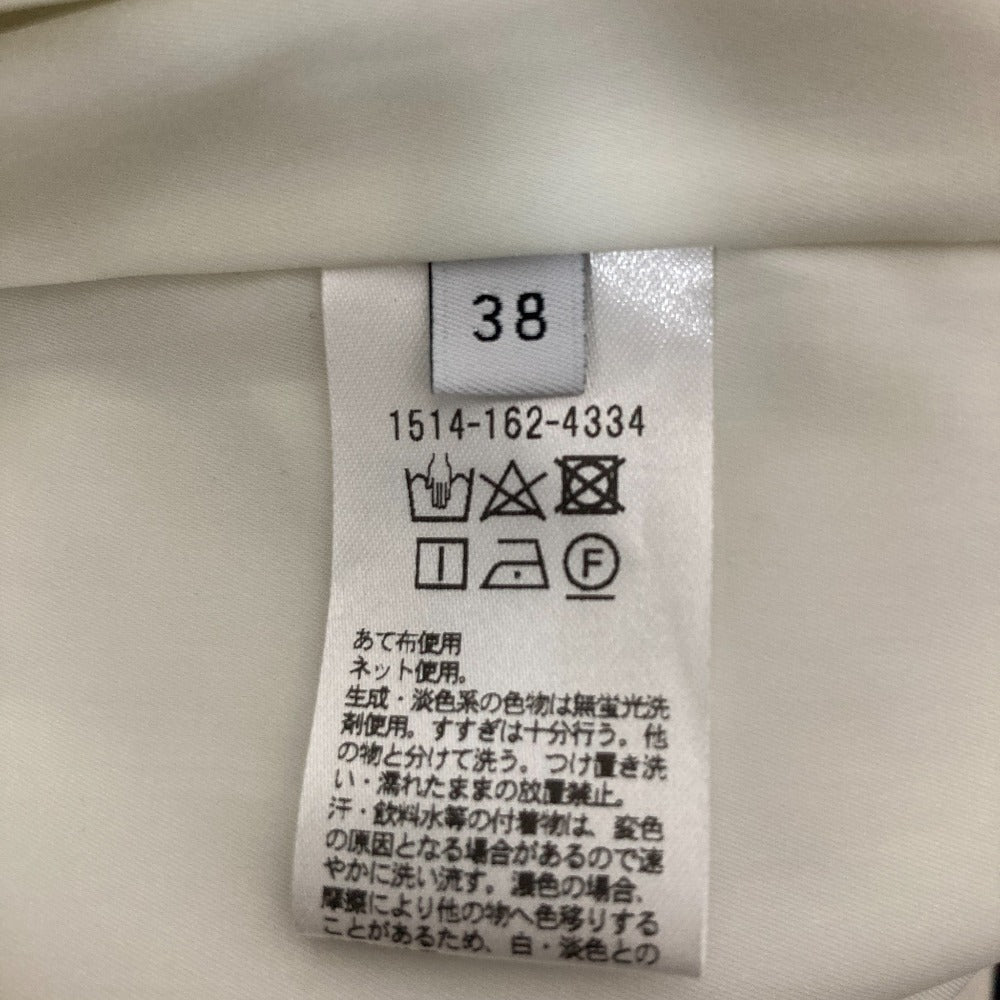 38
1514-162-4334
F
あて布使用
ネット使用。
生成・淡色系の色物は無蛍光洗
剤使用。すすぎは十分行う。他
の物と分けて洗う。つけ置き洗
い・濡れたままの放置禁止。
汗・飲料水等の付着物は、変色
の原因となる場合があるので速
やかに洗い流す。濃色の場合、
摩擦により他の物へ色移りする
ことがあるため、白・淡色との